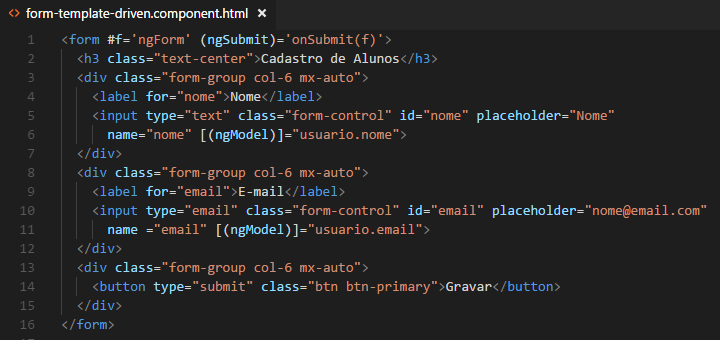 <> form-template-driven.component.html ×
1 <form #f='ngForm' (ngSubmit)='onSubmit(f)'>
2 <h3 class="text-center">Cadastro de Alunos</h3>
3 <div class="form-group col-6 mx-auto">
4 <label for="nome">Nome</label>
5 <input type="text" class="form-control" id="nome" placeholder="Nome"
6 name="nome" [(ngModel)]="usuario.nome">
7 </div>
8 <div class="form-group col-6 mx-auto">
9 <label for="email">E-mail</label>
10 <input type="email" class="form-control" id="email" placeholder="nome@email.com"
11 name ="email" [(ngModel)]="usuario.email">
12 </div>
13 <div class="form-group col-6 mx-auto">
14 <button type="submit" class="btn btn-primary">Gravar</button>
15 </div>
16 </form>